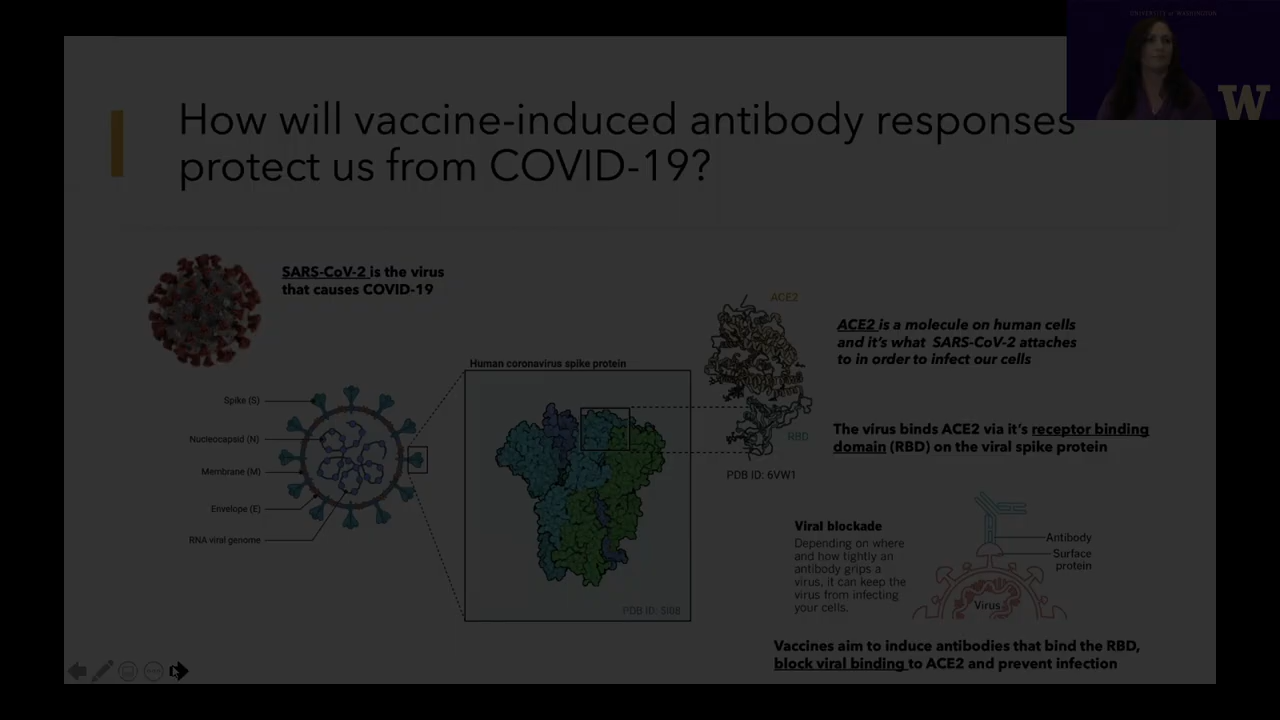 UNIVERSITY of WASHINGTON
W
How will vaccine-induced antibody responses
protect us from COVID-19?
SARS-CoV-2 is the virus
that causes COVID-19
Spike (S)
Nucleocapsid (N)
Membrane (M)
Envelope (E)
RNA viral genome
Human coronavirus spike protein
PDB ID: 5I08
ACE2
RBD
PDB ID: 6VW1
ACE2 is a molecule on human cells
and it's what SARS-CoV-2 attaches
to in order to infect our cells
The virus binds ACE2 via it's receptor binding
domain (RBD) on the viral spike protein
Viral blockade
Depending on where
and how tightly an
antibody grips a
virus, it can keep the
virus from infecting
your cells.
Antibody
Surface
protein
Virus
Vaccines aim to induce antibodies that bind the RBD,
block viral binding to ACE2 and prevent infection